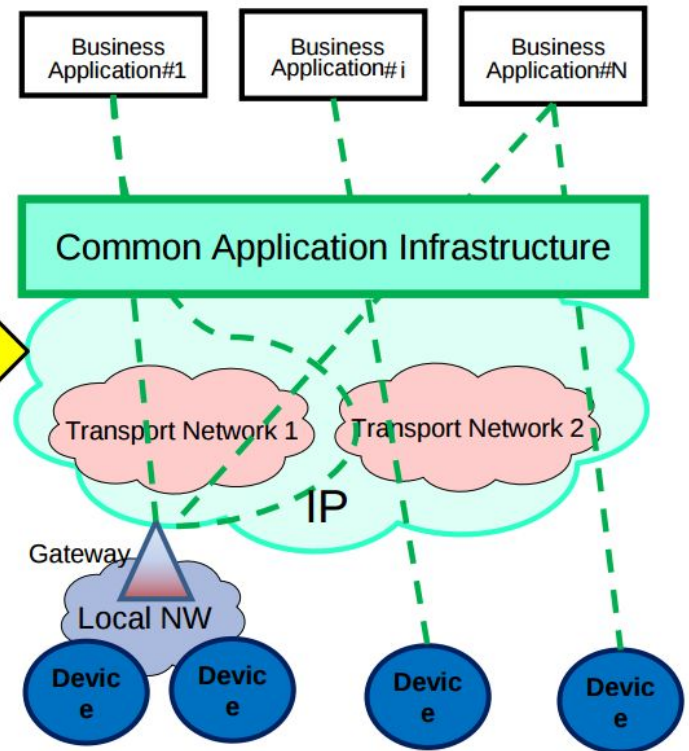 Business
Application#1
Business
Application#i
Business
Application#N
Common Application Infrastructure
Transport Network 1
Transport Network 2
IP
Gateway
Local NW
Devic
e
Devic
e
Devic
e
Devic
e